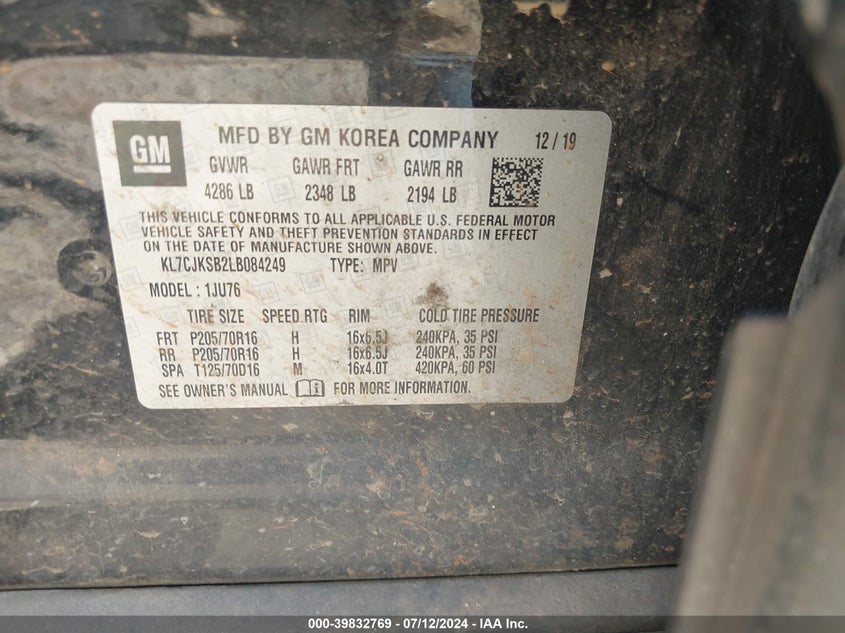 GM
MFD BY GM KOREA COMPANY 12/19
GVWR GAWR FRT GAWR RR
4286 LB 2348 LB 2194 LB
THIS VEHICLE CONFORMS TO ALL APPLICABLE U.S. FEDERAL MOTOR
VEHICLE SAFETY AND THEFT PREVENTION STANDARDS IN EFFECT
ON THE DATE OF MANUFACTURE SHOWN ABOVE.
KL7CJKSB2LB084249 TYPE: MPV
MODEL: 1JU76
TIRE SIZE SPEED RTG RIM COLD TIRE PRESSURE
FRT P205/70R16 H 16x6.5J 240KPA, 35 PSI
RR P205/70R16 H 16x6.5J 240KPA, 35 PSI
SPA T125/70D16 M 16x4.0T 420KPA, 60 PSI
SEE OWNER'S MANUAL FOR MORE INFORMATION.
000-39832769 / 07/12/2024 - IAA Inc.